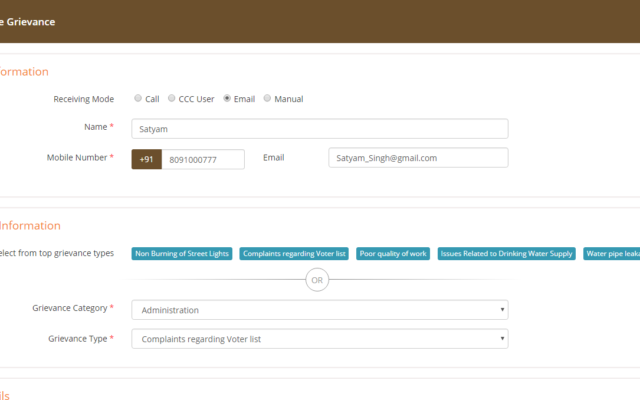 e Grievance
formation
Receiving Mode Call CCC User Email Manual
Name * Satyam
Mobile Number * +91 8091000777 Email Satyam_Singh@gmail.com
Information
elect from top grievance types Non Burning of Street Lights Complaints regarding Voter list Poor quality of work Issues Related to Drinking Water Supply Water pipe leaka
OR
Grievance Category * Administration
Grievance Type * Complaints regarding Voter list
ils